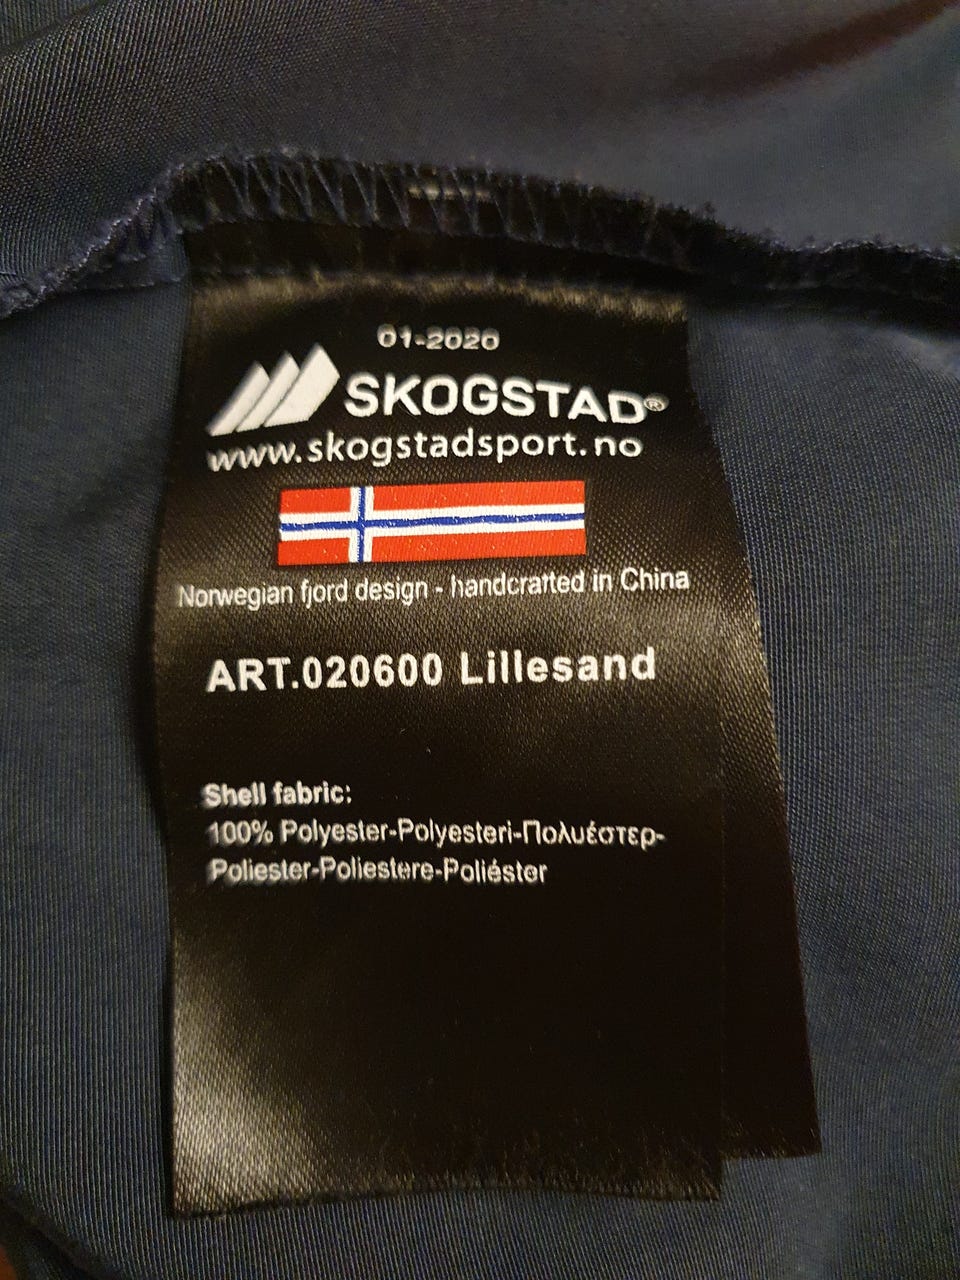 01-2020
SKOGSTAD®
www.skogstadsport.no
Norwegian fjord design - handcrafted in China
ART.020600 Lillesand
Shell fabric:
100% Polyester-Polyesteri-Πολυέστερ-
Poliester-Poliestere-Poliéster